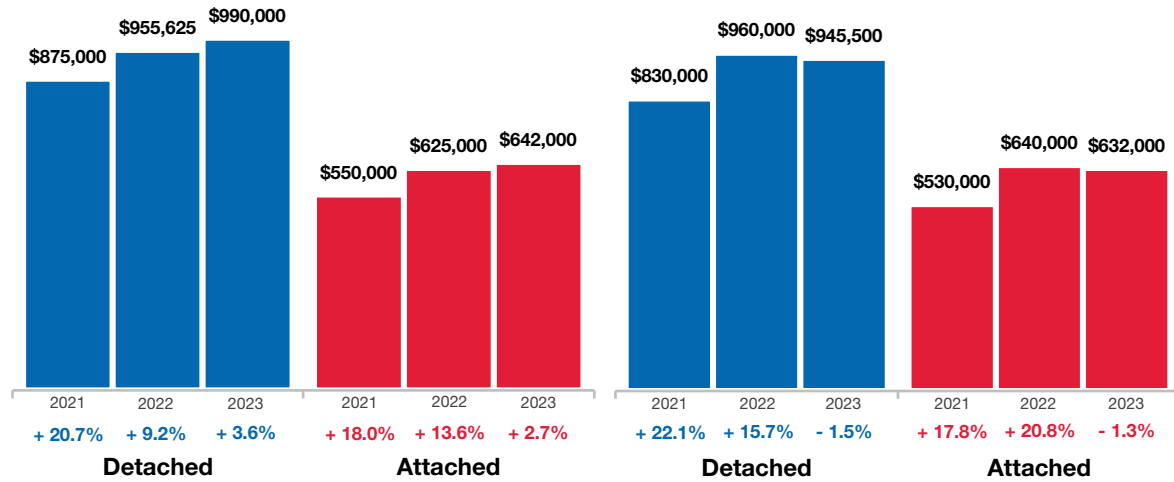 $875,000
$955,625
$990,000
$550,000
$625,000
$642,000
2021 2022 2023 2021 2022 2023
+ 20.7% + 9.2% + 3.6% + 18.0% + 13.6% + 2.7%
Detached Attached
$830,000
$960,000
$945,500
$530,000
$640,000
$632,000
2021 2022 2023 2021 2022 2023
+ 22.1% + 15.7% - 1.5% + 17.8% + 20.8% - 1.3%
Detached Attached